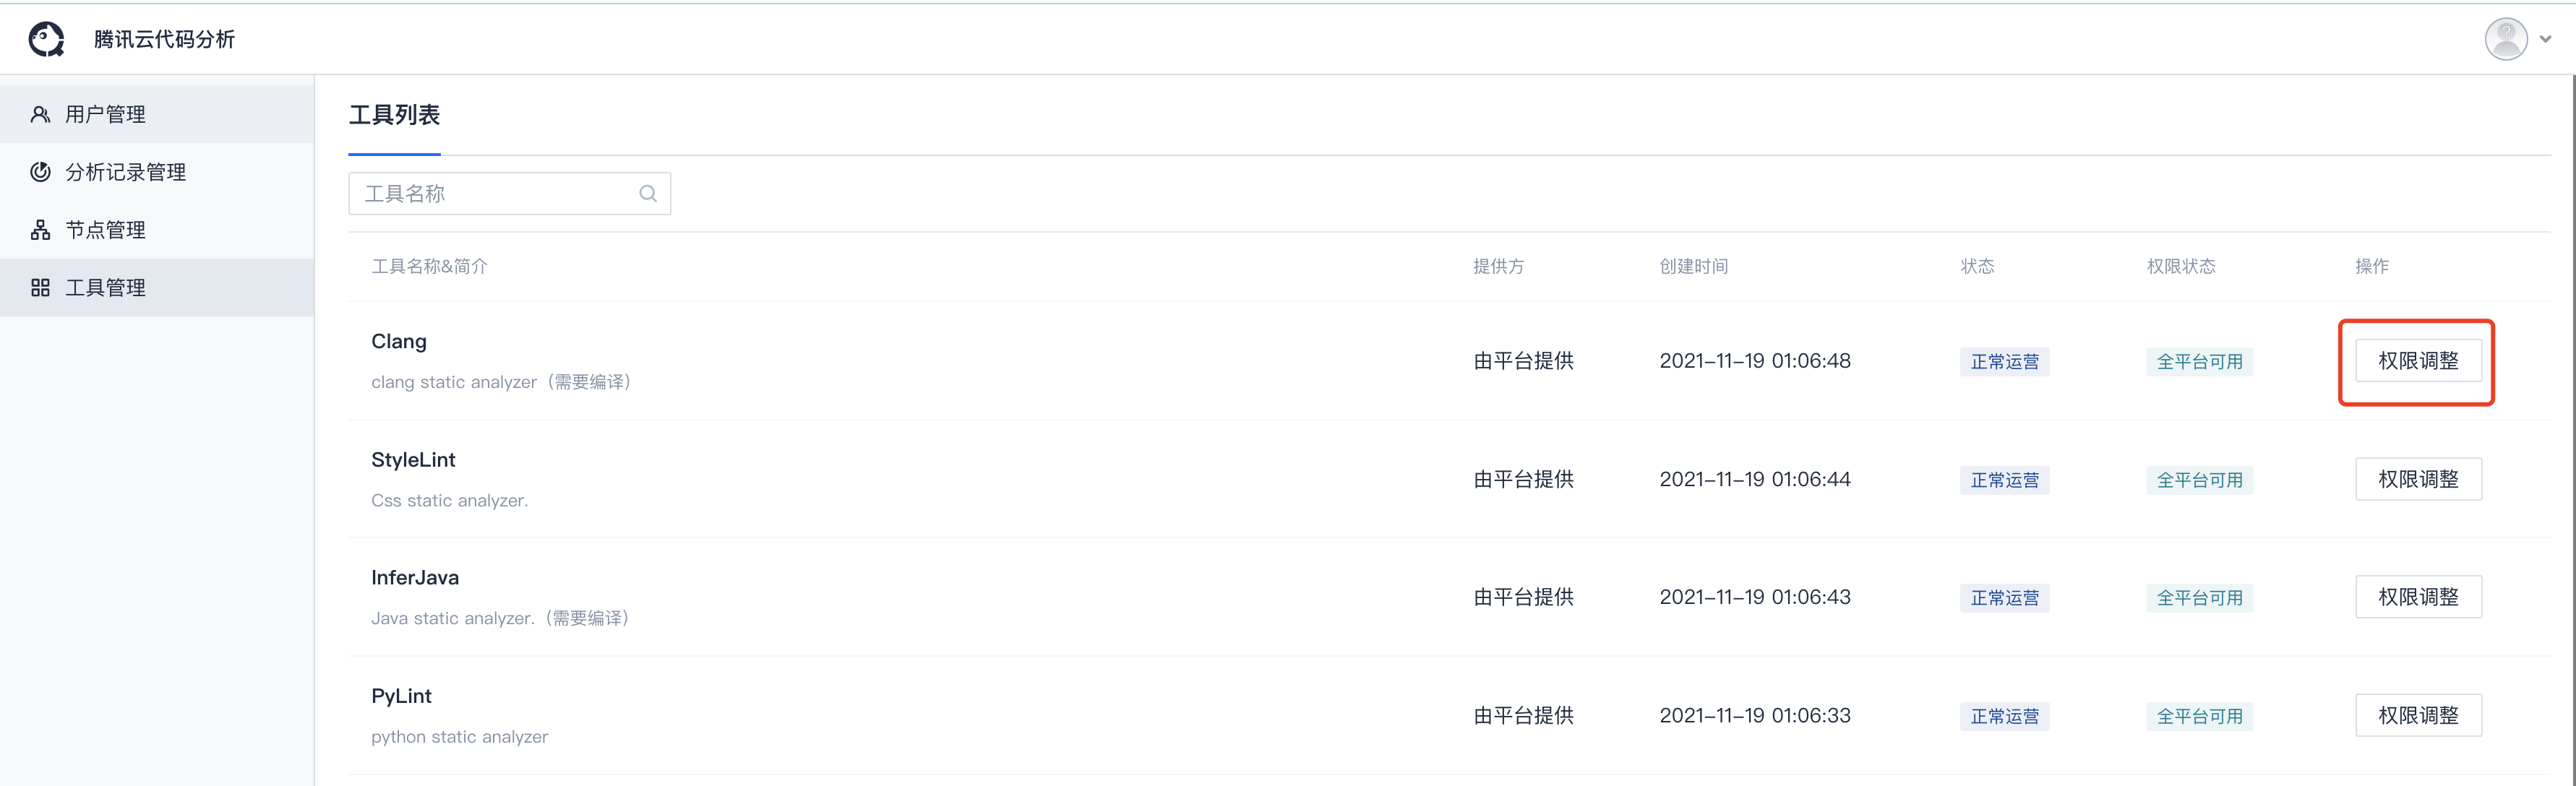 腾讯云代码分析
用户管理
分析记录管理
节点管理
工具管理
工具列表
工具名称
工具名称&简介 提供方 创建时间 状态 权限状态 操作
Clang
clang static analyzer（需要编译）
由平台提供 2021-11-19 01:06:48 正常运营 全平台可用 权限调整
StyleLint
Css static analyzer.
由平台提供 2021-11-19 01:06:44 正常运营 全平台可用 权限调整
InferJava
Java static analyzer.（需要编译）
由平台提供 2021-11-19 01:06:43 正常运营 全平台可用 权限调整
PyLint
python static analyzer
由平台提供 2021-11-19 01:06:33 正常运营 全平台可用 权限调整